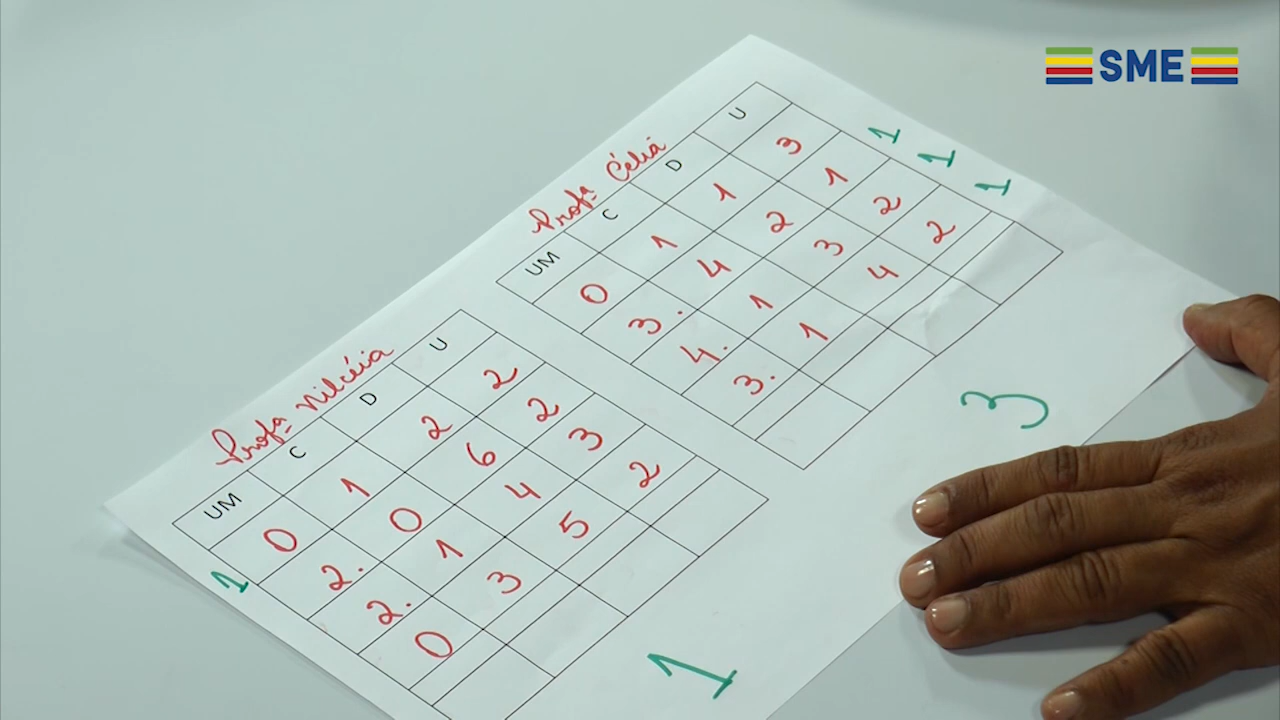 Profª Nilcéia
UM C D U
1 0 1 2 2
2. 0 6 2
2. 1 4 3
0 3 5 2
1
Profª Célia
UM C D U
0 1 1 3
3. 4 2 1 1
4. 1 3 2 1
3. 1 4 2 1
3
SME